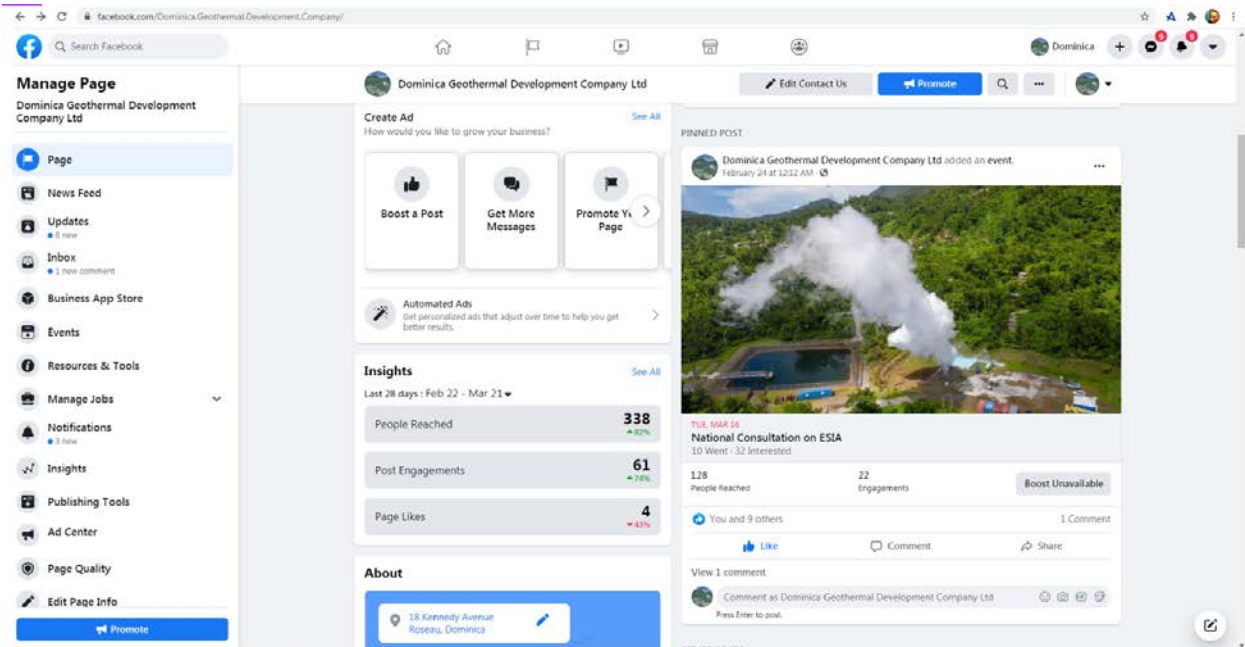 facebook.com/Dominica.Geothermal.Development.Company/
Search Facebook
Dominica
9
9
Manage Page
Dominica Geothermal Development
Company Ltd
Page
News Feed
Updates
8 new
Inbox
1 new comment
Business App Store
Events
Resources & Tools
Manage Jobs
Notifications
3 new
Insights
Publishing Tools
Ad Center
Page Quality
Edit Page Info
Promote
Dominica Geothermal Development Company Ltd
Edit Contact Us
Promote
Create Ad
See All
How would you like to grow your business?
Boost a Post
Get More
Messages
Promote Y
Page
Automated Ads
Get personalized ads that adjust over time to help you get
better results.
Insights
See All
Last 28 days : Feb 22 - Mar 21
People Reached
338
82%
Post Engagements
61
74%
Page Likes
4
43%
About
18 Kennedy Avenue
Roseau, Dominica
PINNED POST
Dominica Geothermal Development Company Ltd added an event.
February 24 at 12:12 AM
TUE, MAR 16
National Consultation on ESIA
10 Went · 32 Interested
128
People Reached
22
Engagements
Boost Unavailable
You and 9 others
1 Comment
Like
Comment
Share
View 1 comment
Comment as Dominica Geothermal Development Company Ltd
Press Enter to post.